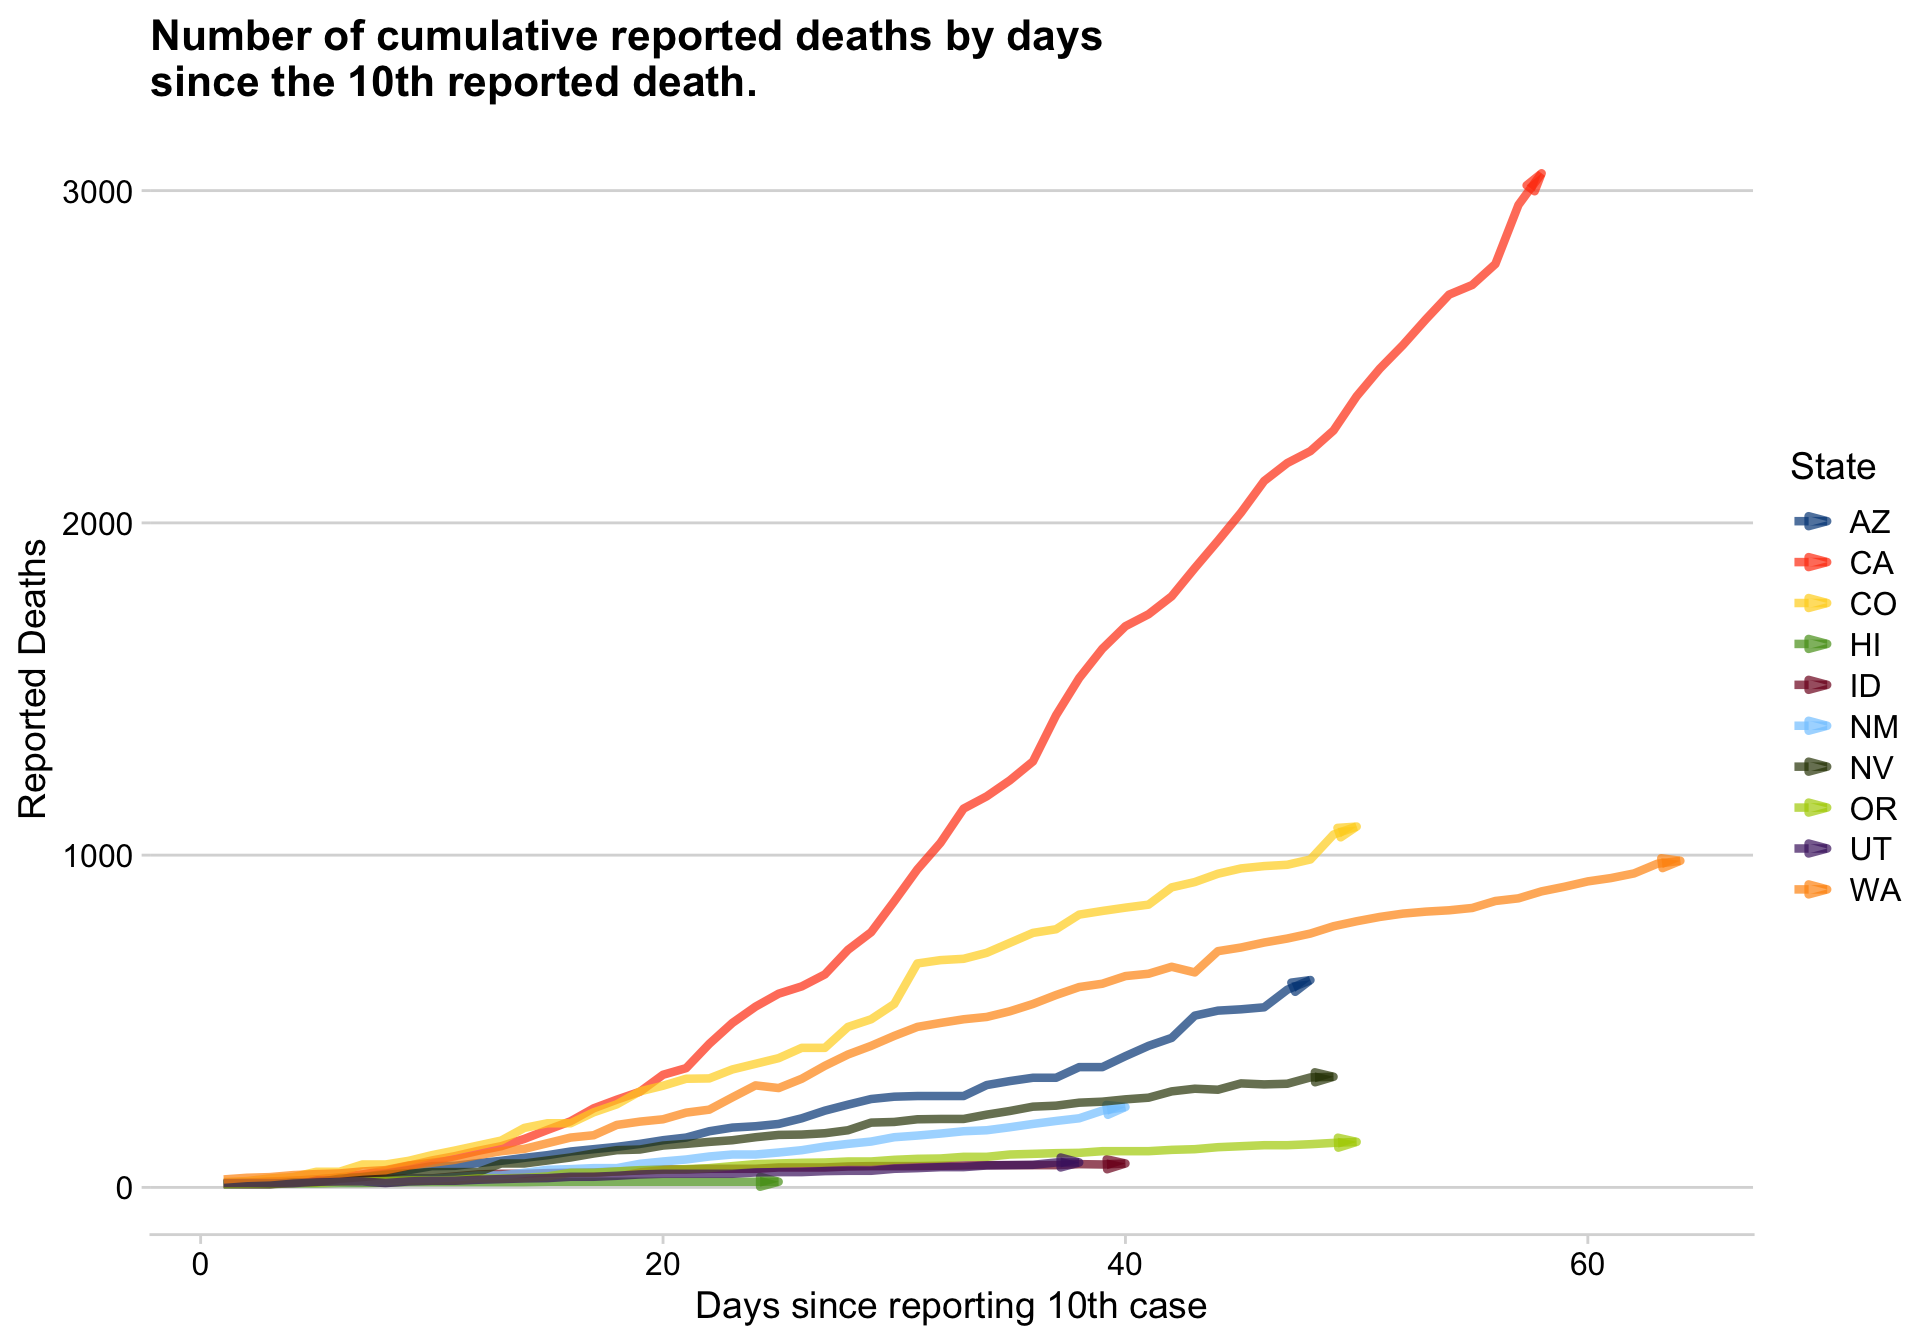 Number of cumulative reported deaths by days
since the 10th reported death.
3000
2000
1000
0
Reported Deaths
0
20
40
60
Days since reporting 10th case
State
AZ
CA
CO
HI
ID
NM
NV
OR
UT
WA